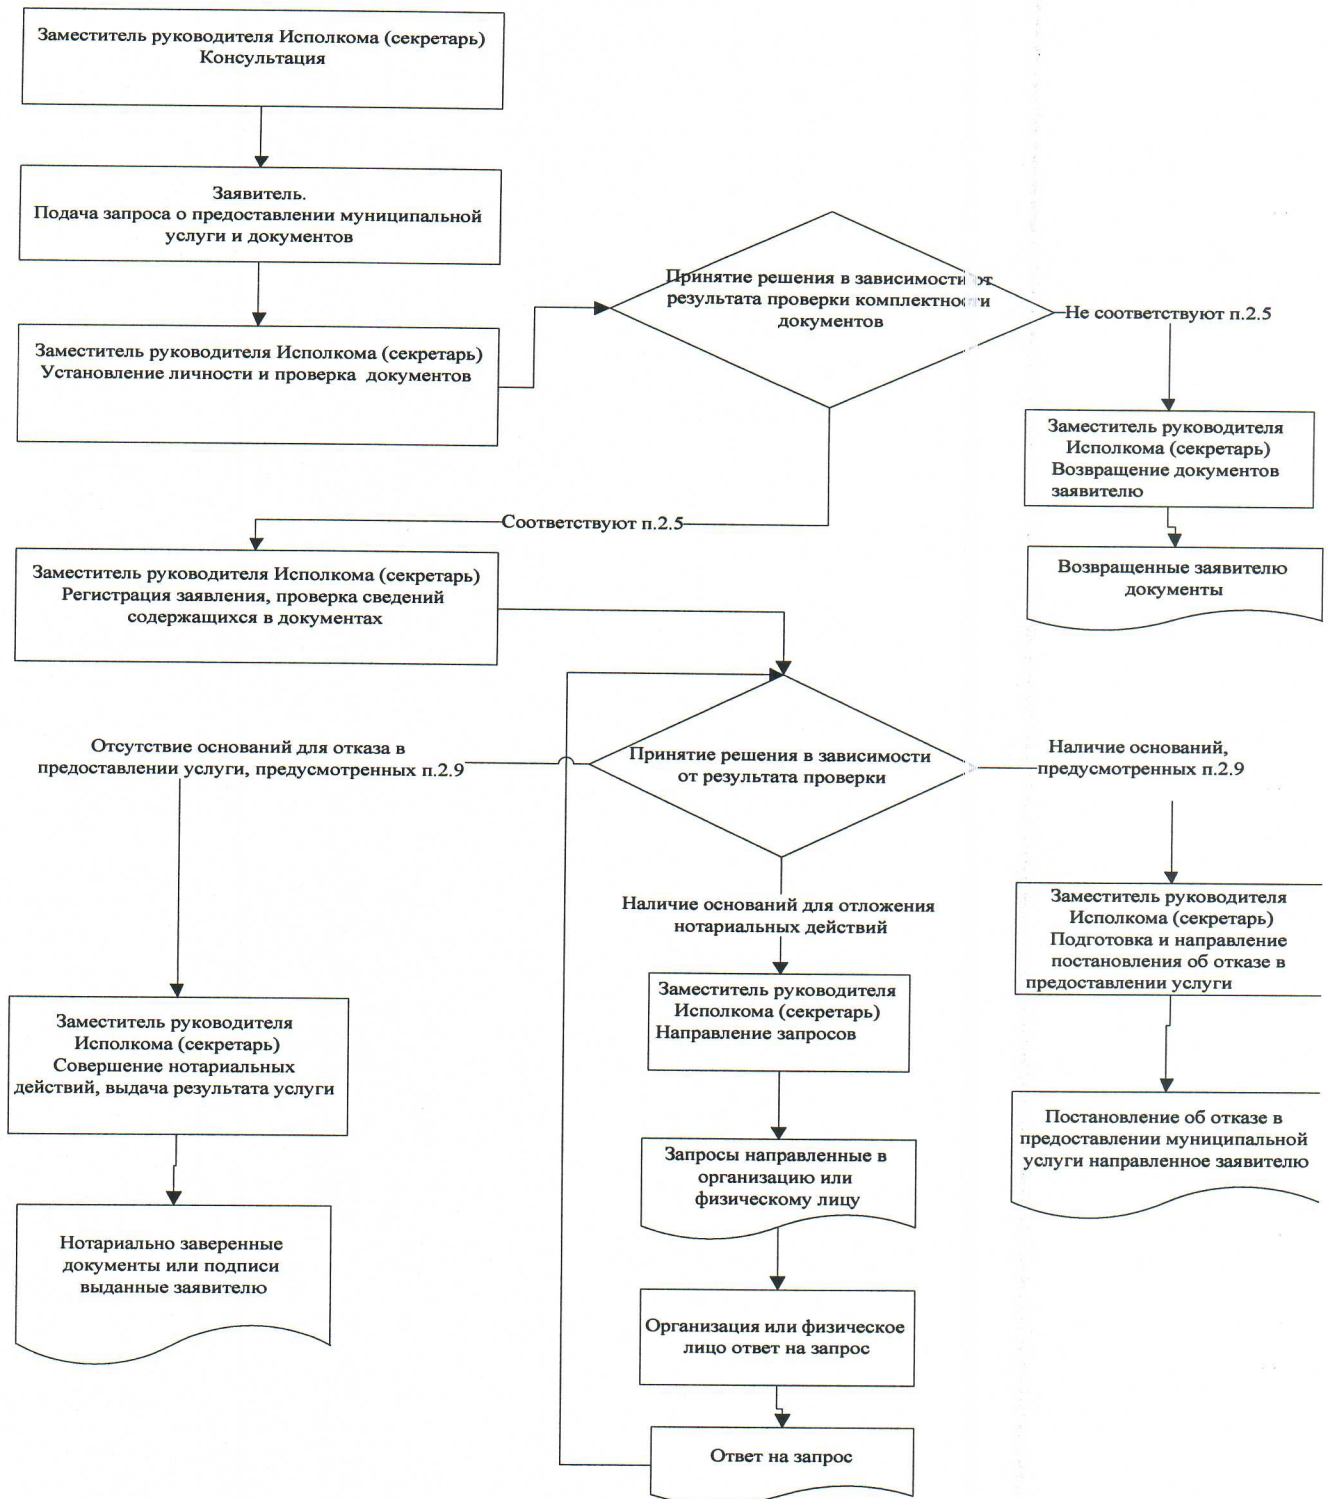 Заместитель руководителя Исполкома (секретарь)
Консультация
Заявитель.
Подача запроса о предоставлении муниципальной
услуги и документов
Заместитель руководителя Исполкома (секретарь)
Установление личности и проверка документов
Принятие решения в зависимости от
результата проверки комплектности
документов
Не соответствуют п.2.5
Заместитель руководителя
Исполкома (секретарь)
Возвращение документов
заявителю
Возвращенные заявителю
документы
Соответствуют п.2.5
Заместитель руководителя Исполкома (секретарь)
Регистрация заявления, проверка сведений
содержащихся в документах
Принятие решения в зависимости
от результата проверки
Отсутствие оснований для отказа в
предоставлении услуги, предусмотренных п.2.9
Наличие оснований,
предусмотренных п.2.9
Наличие оснований для отложения
нотариальных действий
Заместитель руководителя
Исполкома (секретарь)
Совершение нотариальных
действий, выдача результата услуги
Нотариально заверенные
документы или подписи
выданные заявителю
Заместитель руководителя
Исполкома (секретарь)
Направление запросов
Запросы направленные в
организацию или
физическому лицу
Организация или физическое
лицо ответ на запрос
Ответ на запрос
Заместитель руководителя
Исполкома (секретарь)
Подготовка и направление
постановления об отказе в
предоставлении услуги
Постановление об отказе в
предоставлении муниципальной
услуги направленное заявителю